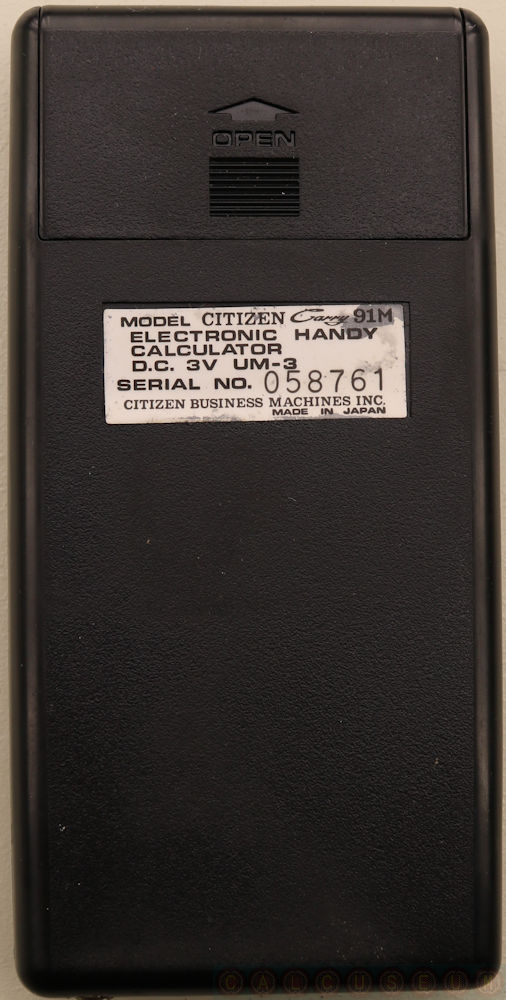 OPEN
MODEL CITIZEN Carry 91M
ELECTRONIC HANDY
CALCULATOR
D.C. 3V UM-3
SERIAL NO. 058761
CITIZEN BUSINESS MACHINES INC.
MADE IN JAPAN
CALCUSEUM